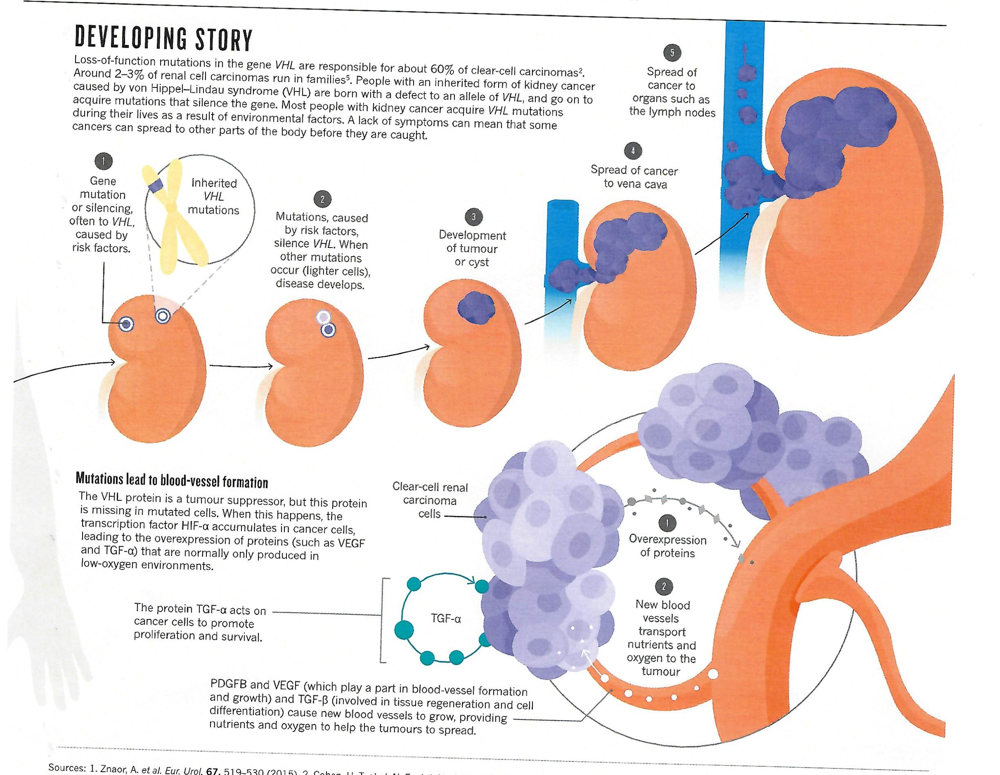 DEVELOPING STORY
Loss-of-function mutations in the gene VHL are responsible for about 60% of clear-cell carcinomas².
Around 2–3% of renal cell carcinomas run in families⁵. People with an inherited form of kidney cancer
caused by von Hippel–Lindau syndrome (VHL) are born with a defect to an allele of VHL, and go on to
acquire mutations that silence the gene. Most people with kidney cancer acquire VHL mutations
during their lives as a result of environmental factors. A lack of symptoms can mean that some
cancers can spread to other parts of the body before they are caught.
1
Gene
mutation
or silencing,
often to VHL,
caused by
risk factors.
Inherited
VHL
mutations
2
Mutations, caused
by risk factors,
silence VHL. When
other mutations
occur (lighter cells),
disease develops.
3
Development
of tumour
or cyst
4
Spread of cancer
to vena cava
5
Spread of
cancer to
organs such as
the lymph nodes
Mutations lead to blood-vessel formation
The VHL protein is a tumour suppressor, but this protein
is missing in mutated cells. When this happens, the
transcription factor HIF-α accumulates in cancer cells,
leading to the overexpression of proteins (such as VEGF
and TGF-α) that are normally only produced in
low-oxygen environments.
Clear-cell renal
carcinoma
cells
1
Overexpression
of proteins
2
New blood
vessels
transport
nutrients and
oxygen to the
tumour
The protein TGF-α acts on
cancer cells to promote
proliferation and survival.
TGF-α
PDGFB and VEGF (which play a part in blood-vessel formation
and growth) and TGF-β (involved in tissue regeneration and cell
differentiation) cause new blood vessels to grow, providing
nutrients and oxygen to help the tumours to spread.
Sources: 1. Znaor, A. et al. Eur. Urol. 67, 519–530 (2015). 2.